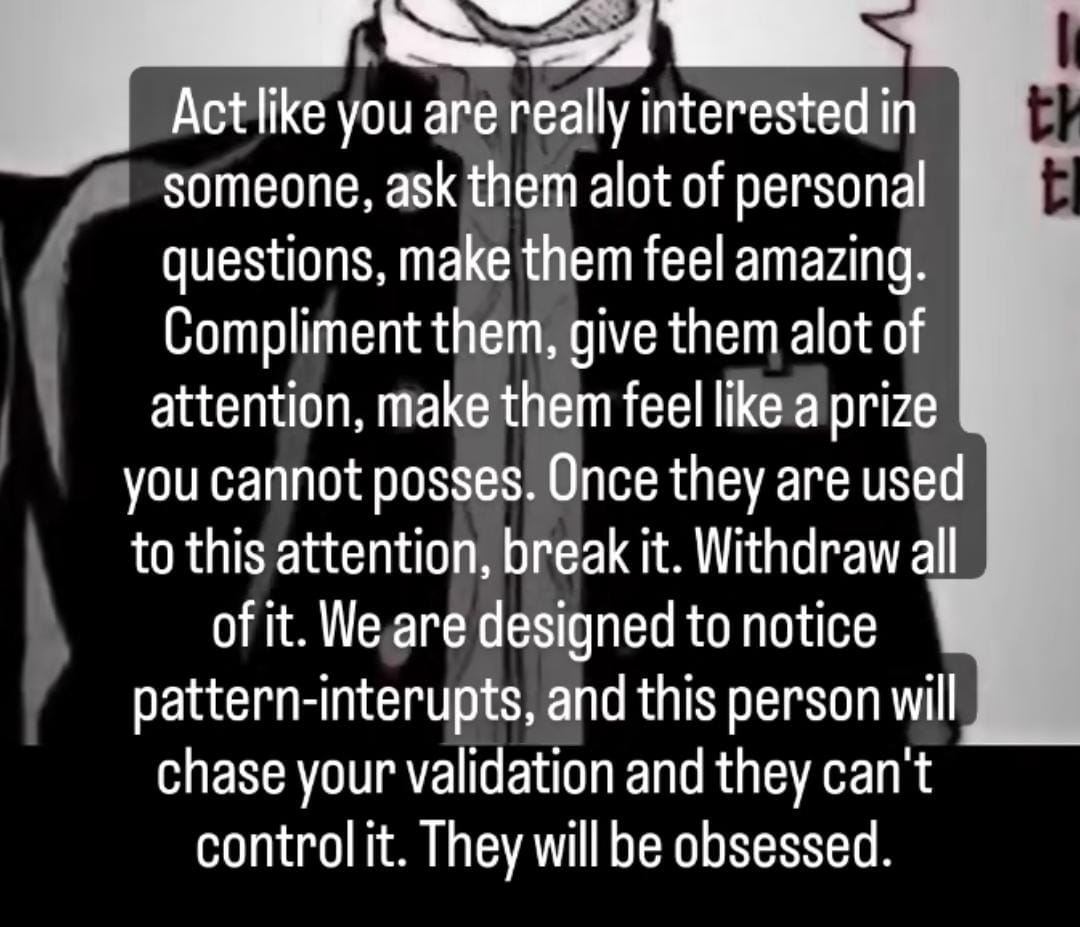 Act like you are really interested in
someone, ask them alot of personal
questions, make them feel amazing.
Compliment them, give them alot of
attention, make them feel like a prize
you cannot posses. Once they are used
to this attention, break it. Withdraw all
of it. We are designed to notice
pattern-interupts, and this person will
chase your validation and they can't
control it. They will be obsessed.